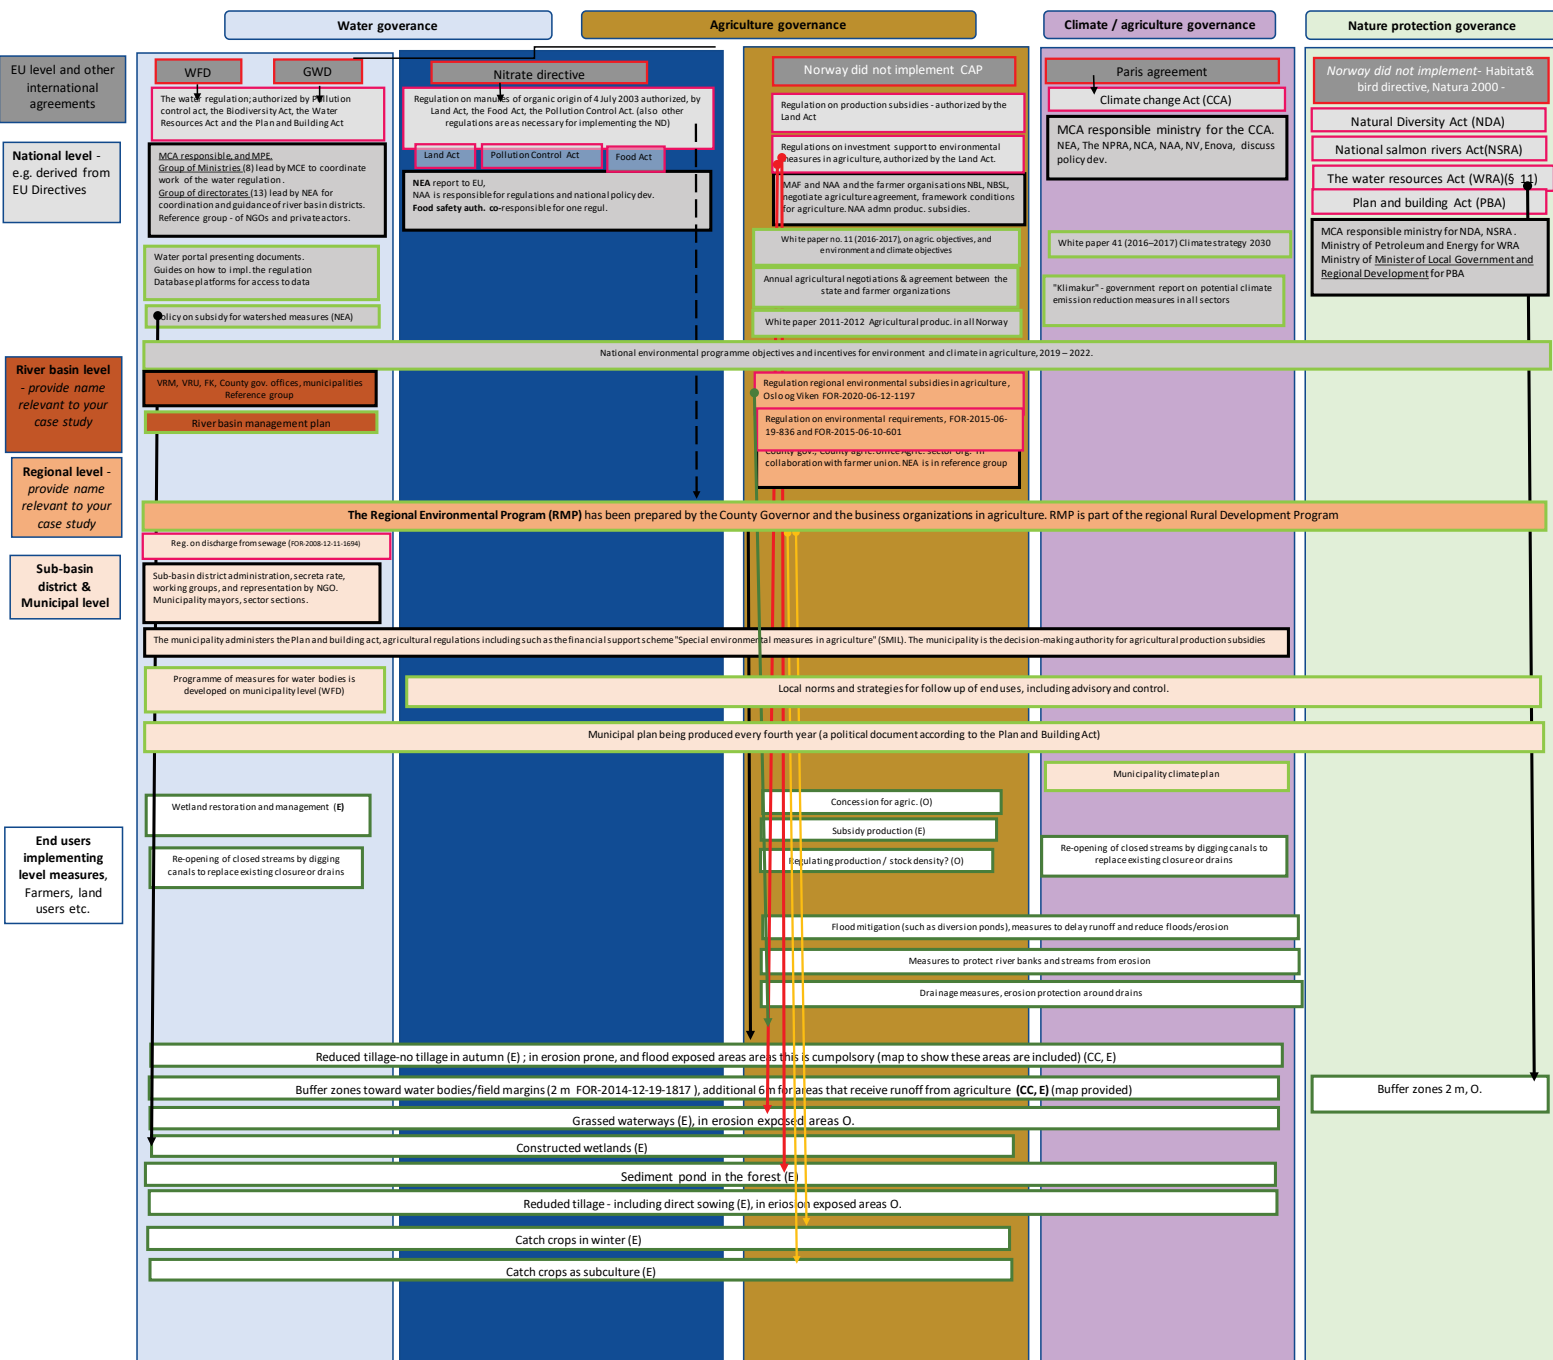 Water goverance
Agriculture governance
Climate / agriculture governance
Nature protection goverance
EU level and other
international
agreements
WFD
GWD
Nitrate directive
Norway did not implement CAP
Paris agreement
Norway did not implement- Habitat&
bird directive, Natura 2000 -
National level -
e.g. derived from
EU Directives
The water regulation; authorized by Pollution
control act, the Biodiversity Act, the Water
Resources Act and the Plan and Building Act
MCA responsible, and MPE.
Group of Ministries (8) lead by MCE to coordinate
work of the water regulation .
Group of directorates (13) lead by NEA for
coordination and guidance of river basin districts.
Reference group - of NGOs and private actors.
Water portal presenting documents.
Guides on how to impl. the regulation
Database platforms for access to data
Policy on subsidy for watershed measures (NEA)
Regulation on manures of organic origin of 4 July 2003 authorized, by
Land Act, the Food Act, the Pollution Control Act. (also other
regulations are as necessary for implementing the ND)
Land Act
Pollution Control Act
Food Act
NEA report to EU,
NAA is responsible for regulations and national policy dev.
Food safety auth. co-responsible for one regul.
Regulation on production subsidies - authorized by the
Land Act
Regulations on investment support to environmental
measures in agriculture, authorized by the Land Act.
MAF and NAA and the farmer organisations NBL, NBSL,
negotiate agriculture agreement, framework conditions
for agriculture. NAA admn produc. subsidies.
White paper no. 11 (2016-2017), on agric. objectives, and
environment and climate objectives
Annual agricultural negotiations & agreement between the
state and farmer organizations
White paper 2011-2012 Agricultural produc. in all Norway
Climate change Act (CCA)
MCA responsible ministry for the CCA.
NEA, The NPRA, NCA, NAA, NV, Enova, discuss
policy dev.
White paper 41 (2016–2017) Climate strategy 2030
"Klimakur" - government report on potential climate
emission reduction measures in all sectors
Natural Diversity Act (NDA)
National salmon rivers Act(NSRA)
The water resources Act (WRA)(§ 11)
Plan and building Act (PBA)
MCA responsible ministry for NDA, NSRA .
Ministry of Petroleum and Energy for WRA
Ministry of Minister of Local Government and
Regional Development for PBA
National environmental programme objectives and incentives for environment and climate in agriculture, 2019 – 2022.
River basin level
- provide name
relevant to your
case study
VRM, VRU, FK, County gov. offices, municipalities
Reference group
River basin management plan
Regulation regional environmental subsidies in agriculture ,
Oslo og Viken FOR-2020-06-12-1197
Regulation on environmental requirements, FOR-2015-06-
19-836 and FOR-2015-06-10-601
County gov., County agric. office Agric. sector org. in
collaboration with farmer union. NEA is in reference group
Regional level -
provide name
relevant to your
case study
The Regional Environmental Program (RMP) has been prepared by the County Governor and the business organizations in agriculture. RMP is part of the regional Rural Development Program
Sub-basin
district &
Municipal level
Reg. on discharge from sewage (FOR-2008-12-11-1694)
Sub-basin district administration, secreta rate,
working groups, and representation by NGO.
Municipality mayors, sector sections.
The municipality administers the Plan and building act, agricultural regulations including such as the financial support scheme "Special environmental measures in agriculture" (SMIL). The municipality is the decision-making authority for agricultural production subsidies
Programme of measures for water bodies is
developed on municipality level (WFD)
Local norms and strategies for follow up of end uses, including advisory and control.
Municipal plan being produced every fourth year (a political document according to the Plan and Building Act)
Municipality climate plan
End users
implementing
level measures,
Farmers, land
users etc.
Wetland restoration and management (E)
Re-opening of closed streams by digging
canals to replace existing closure or drains
Concession for agric. (O)
Subsidy production (E)
Regulating production / stock density? (O)
Re-opening of closed streams by digging canals to
replace existing closure or drains
Flood mitigation (such as diversion ponds), measures to delay runoff and reduce floods/erosion
Measures to protect river banks and streams from erosion
Drainage measures, erosion protection around drains
Reduced tillage-no tillage in autumn (E) ; in erosion prone, and flood exposed areas areas this is cumpolsory (map to show these areas are included) (CC, E)
Buffer zones toward water bodies/field margins (2 m FOR-2014-12-19-1817 ), additional 6 m for areas that receive runoff from agriculture (CC, E) (map provided)
Buffer zones 2 m, O.
Grassed waterways (E), in erosion exposed areas O.
Constructed wetlands (E)
Sediment pond in the forest (E)
Reduded tillage - including direct sowing (E), in eriosion exposed areas O.
Catch crops in winter (E)
Catch crops as subculture (E)